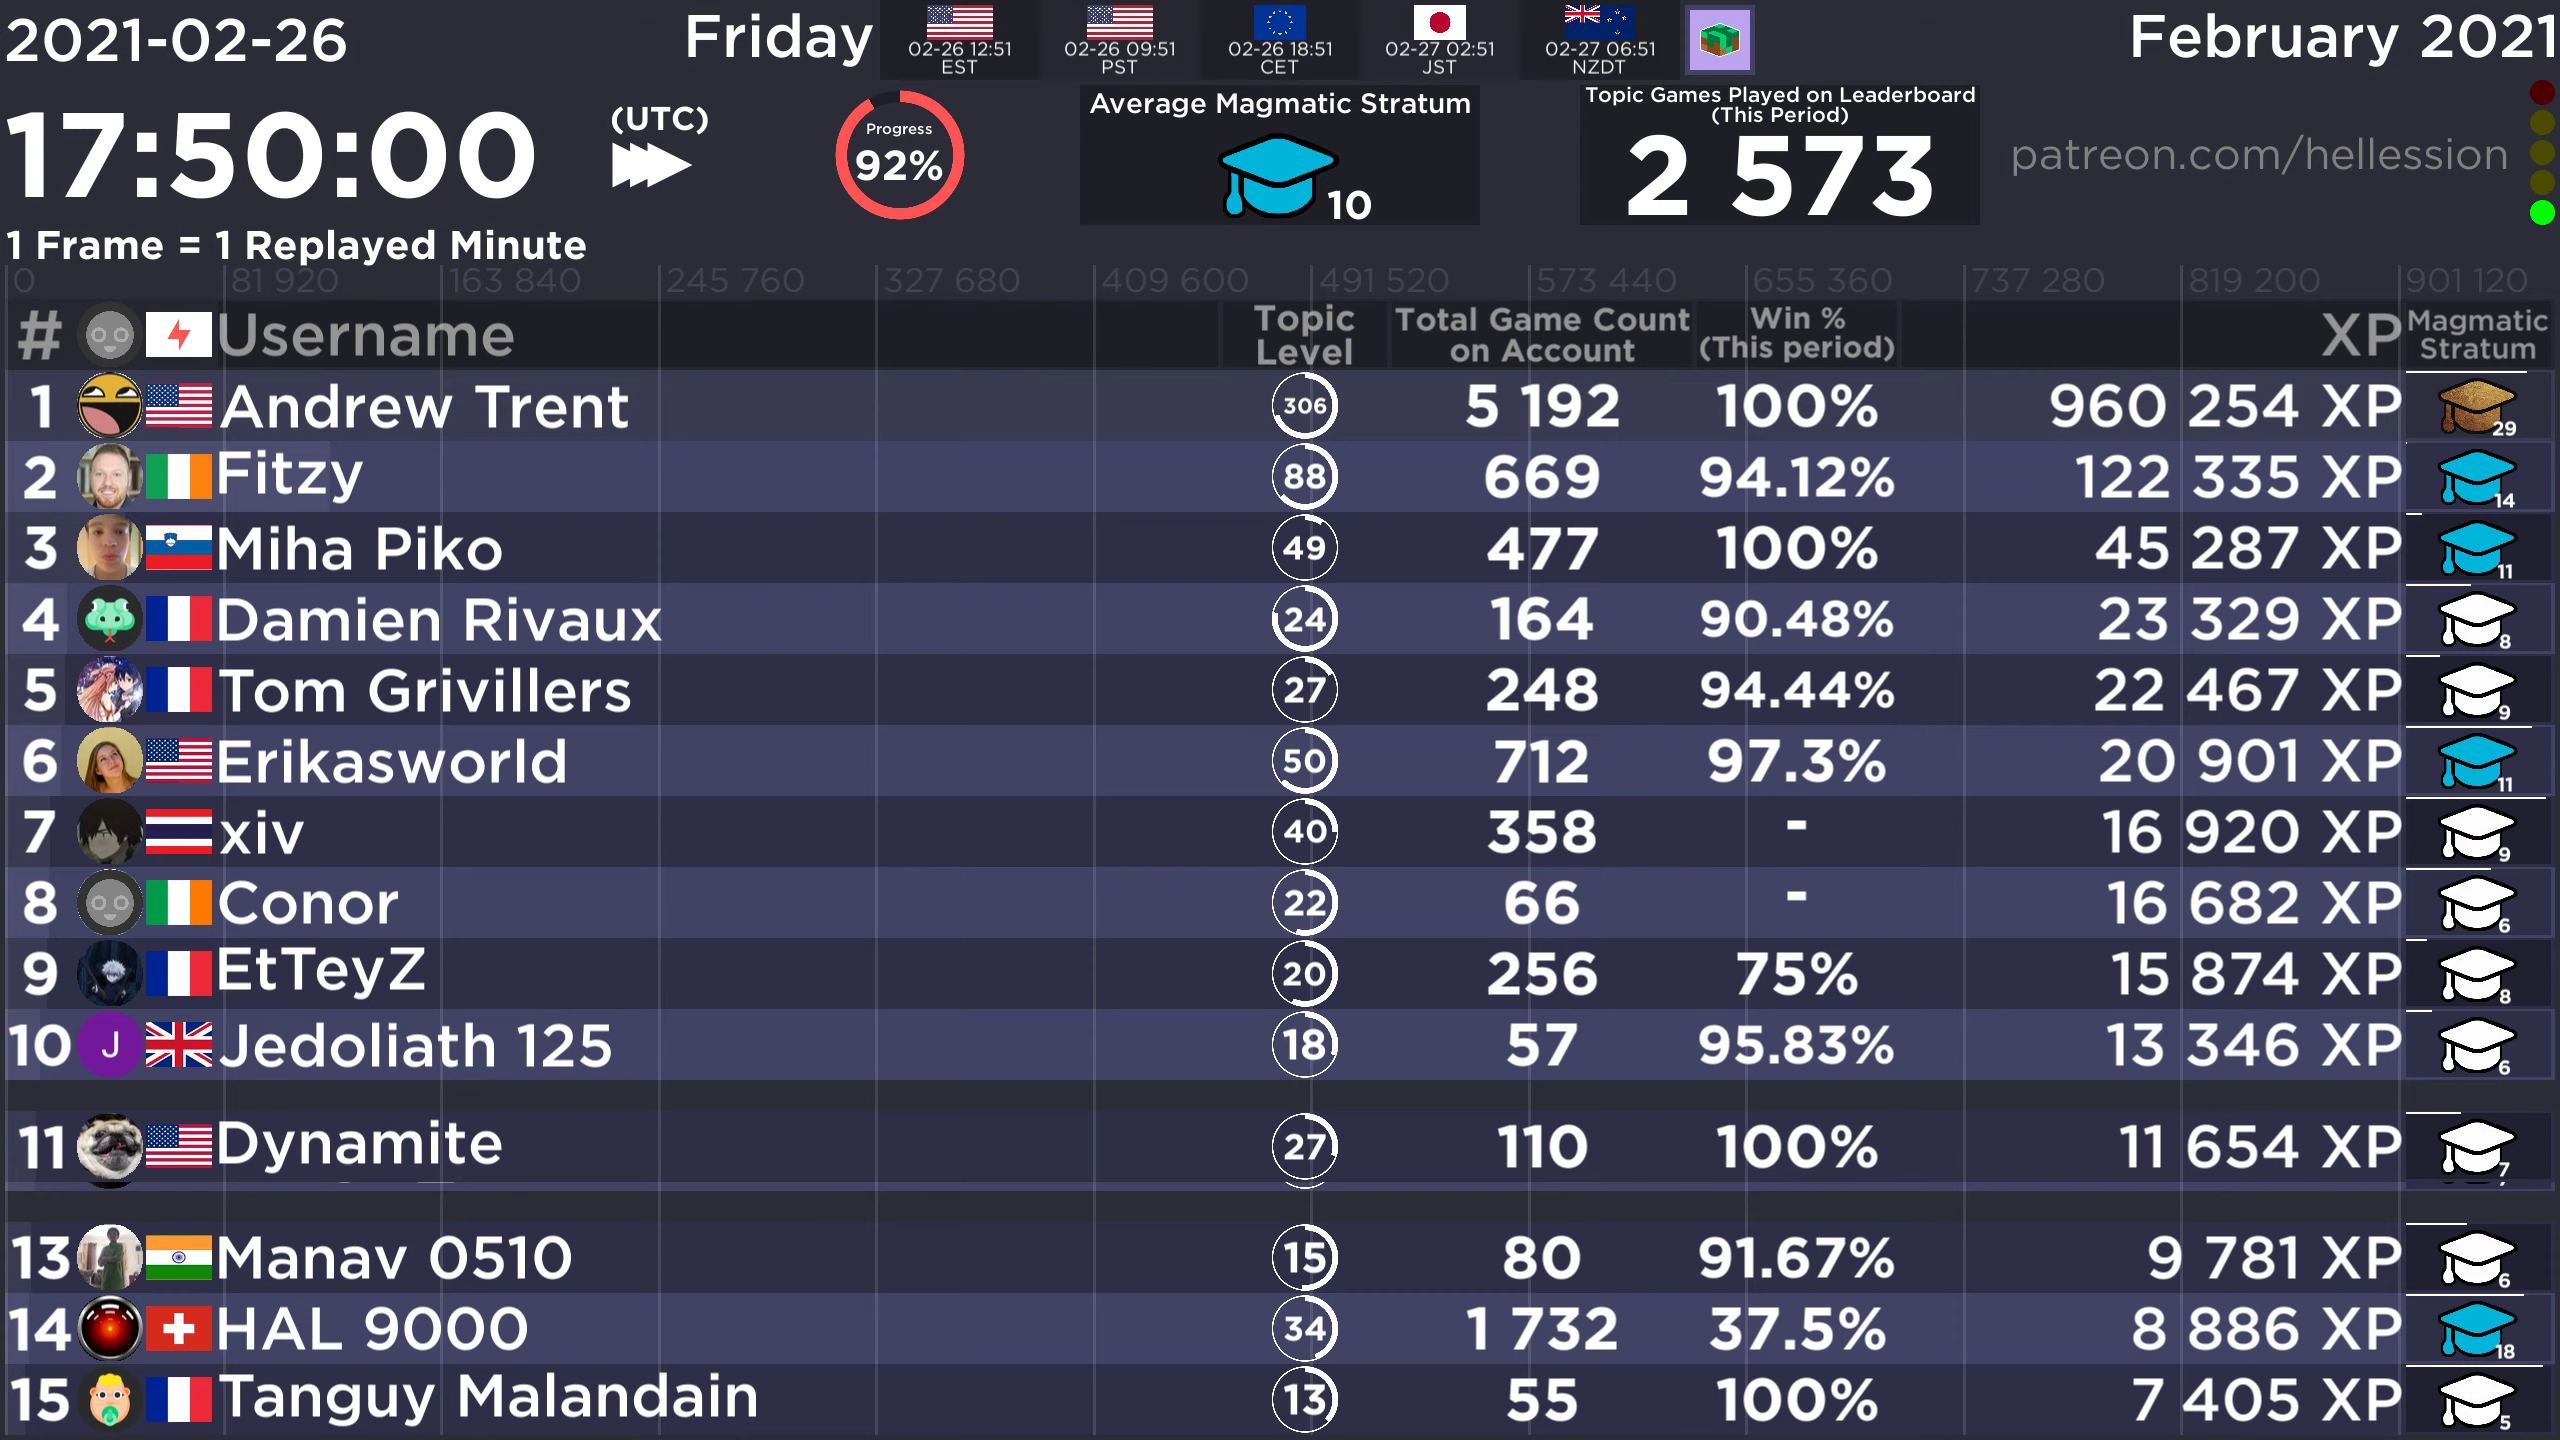 2021-02-26
Friday
02-26 12:51
EST
02-26 09:51
PST
02-26 18:51
CET
02-27 02:51
JST
02-27 06:51
NZDT
February 2021
17:50:00
(UTC)
Progress
92%
Average Magmatic Stratum
10
Topic Games Played on Leaderboard
(This Period)
2 573
patreon.com/hellession
1 Frame = 1 Replayed Minute
0 81 920 163 840 245 760 327 680 409 600 491 520 573 440 655 360 737 280 819 200 901 120
# Username Topic Level Total Game Count on Account Win % (This period) XP Magmatic Stratum
1 Andrew Trent 306 5 192 100% 960 254 XP 29
2 Fitzy 88 669 94.12% 122 335 XP 14
3 Miha Piko 49 477 100% 45 287 XP 11
4 Damien Rivaux 24 164 90.48% 23 329 XP 8
5 Tom Grivillers 27 248 94.44% 22 467 XP 9
6 Erikasworld 50 712 97.3% 20 901 XP 11
7 xiv 40 358 - 16 920 XP 9
8 Conor 22 66 - 16 682 XP 6
9 EtTeyZ 20 256 75% 15 874 XP 8
10 J Jedoliath 125 18 57 95.83% 13 346 XP 6
11 Dynamite 27 110 100% 11 654 XP 7
13 Manav 0510 15 80 91.67% 9 781 XP 6
14 HAL 9000 34 1 732 37.5% 8 886 XP 18
15 Tanguy Malandain 13 55 100% 7 405 XP 5